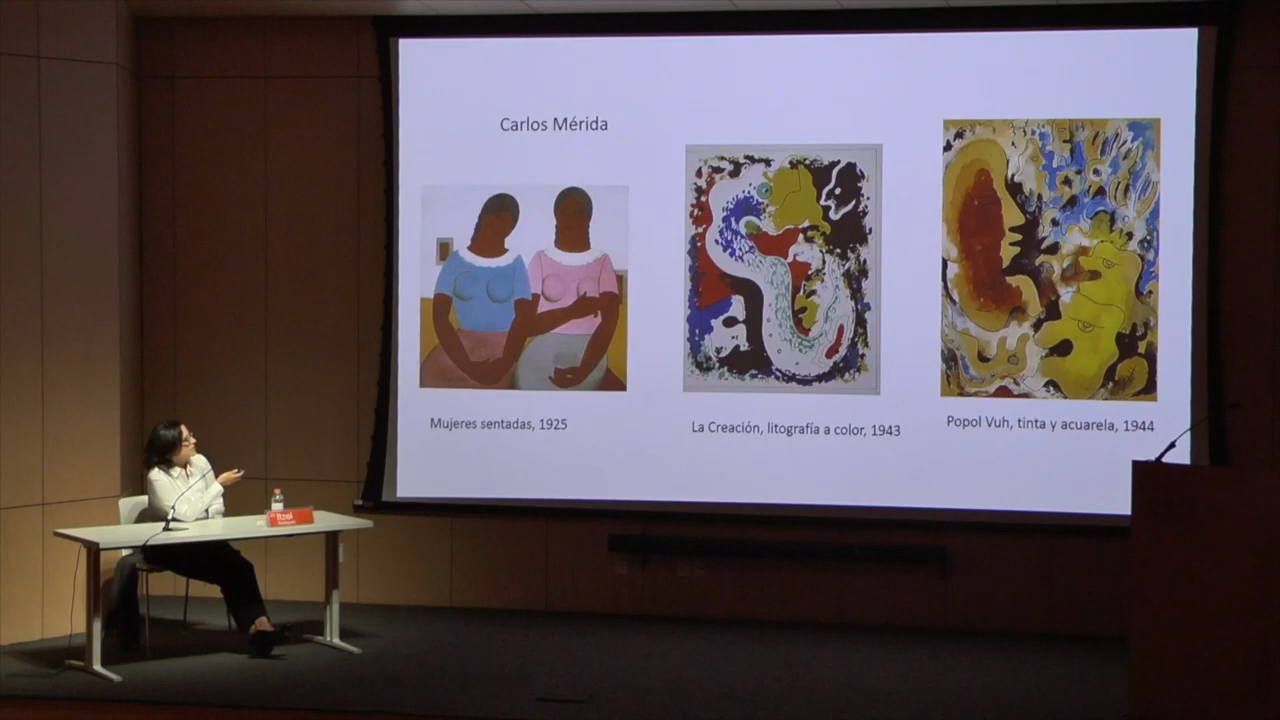 Carlos Mérida
Mujeres sentadas, 1925
La Creación, litografía a color, 1943
Popol Vuh, tinta y acuarela, 1944
Itzel